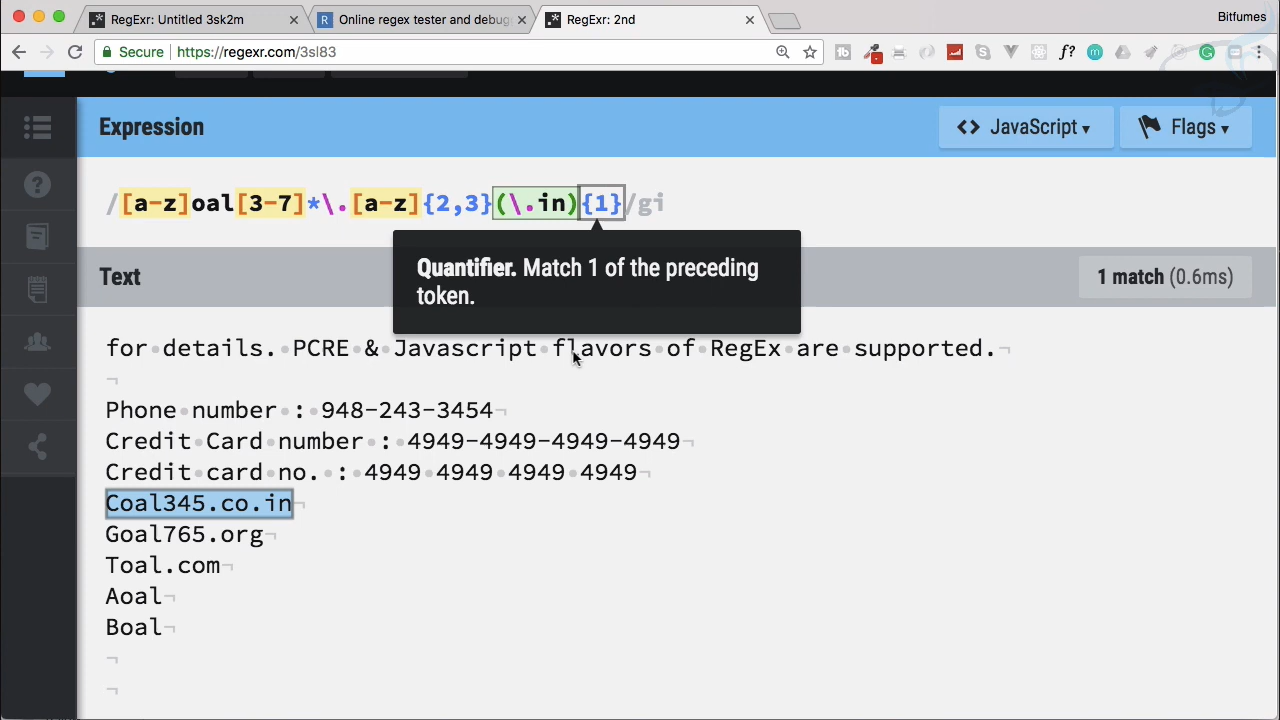 RegExr: Untitled 3sk2m
Online regex tester and debug
RegExr: 2nd
Bitfumes
Secure
https://regexr.com/3sl83
f?
Expression
<> JavaScript ▾
Flags ▾
/[a-z]oal[3-7]*\.[a-z]{2,3}(\.in){1}/gi
Quantifier. Match 1 of the preceding
token.
Text
1 match (0.6ms)
for details. PCRE & Javascript flavors of RegEx are supported.
Phone number : 948-243-3454
Credit Card number : 4949-4949-4949-4949
Credit card no. : 4949 4949 4949 4949
Coal345.co.in
Goal765.org
Toal.com
Aoal
Boal